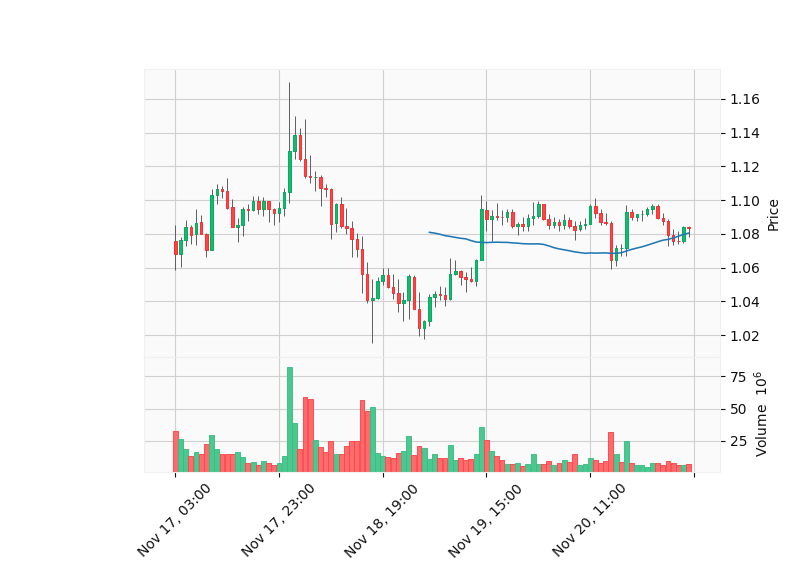 1.16
1.14
1.12
1.10
1.08
1.06
1.04
1.02
Price
75
50
25
Volume 10^6
Nov 17, 03:00
Nov 17, 23:00
Nov 18, 19:00
Nov 19, 15:00
Nov 20, 11:00